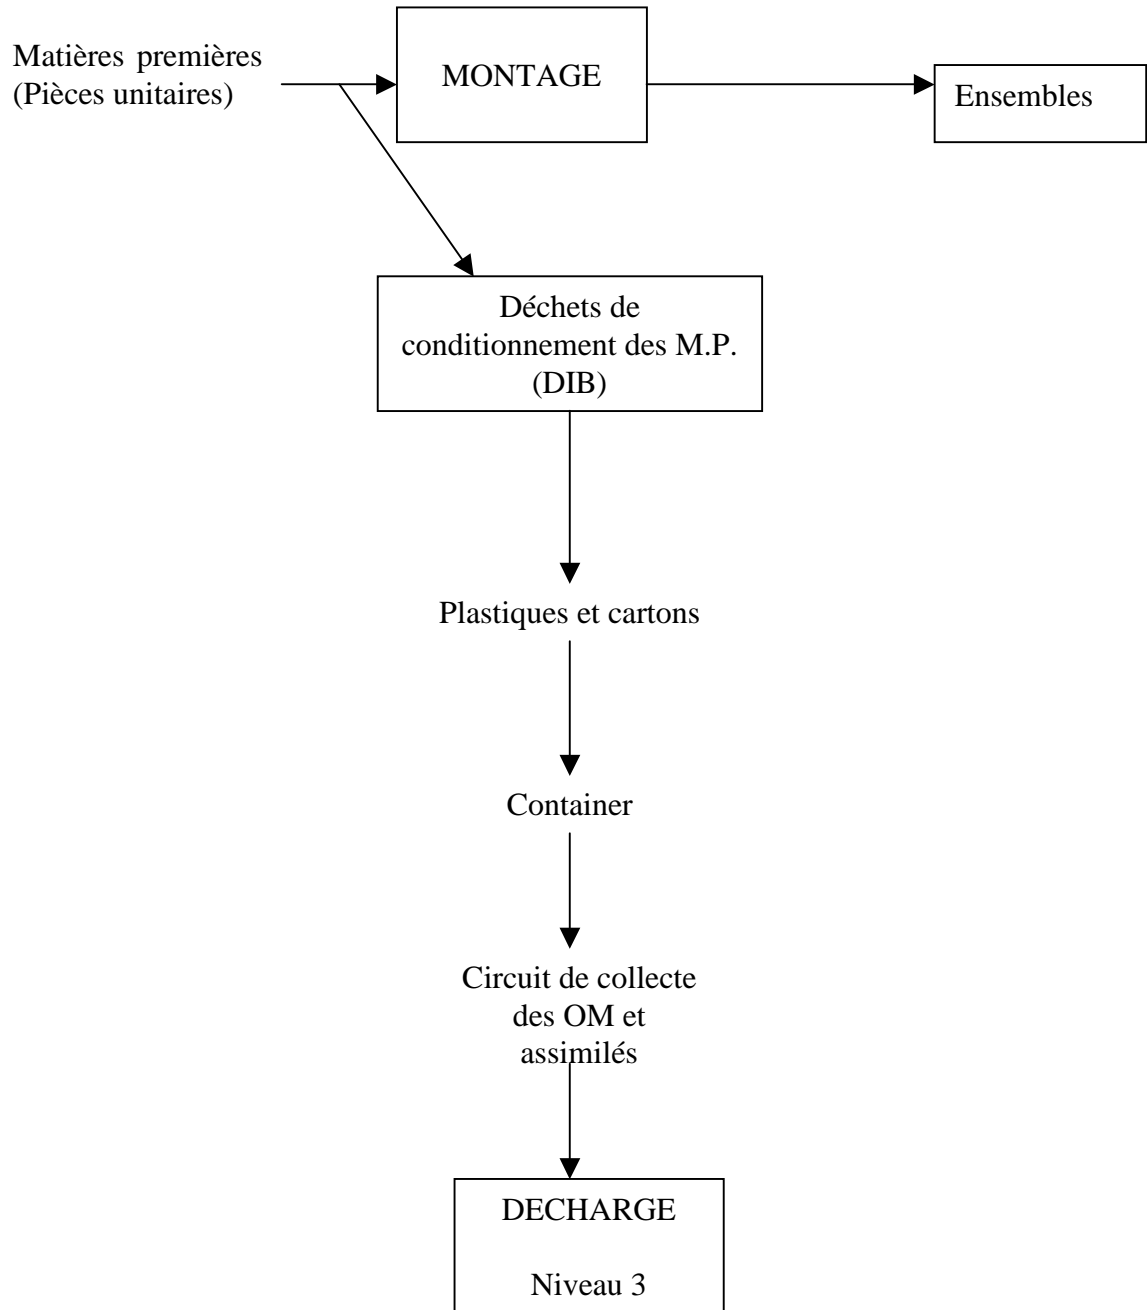 Matières premières
(Pièces unitaires)
MONTAGE
Ensembles
Déchets de
conditionnement des M.P.
(DIB)
Plastiques et cartons
Container
Circuit de collecte
des OM et
assimilés
DECHARGE
Niveau 3